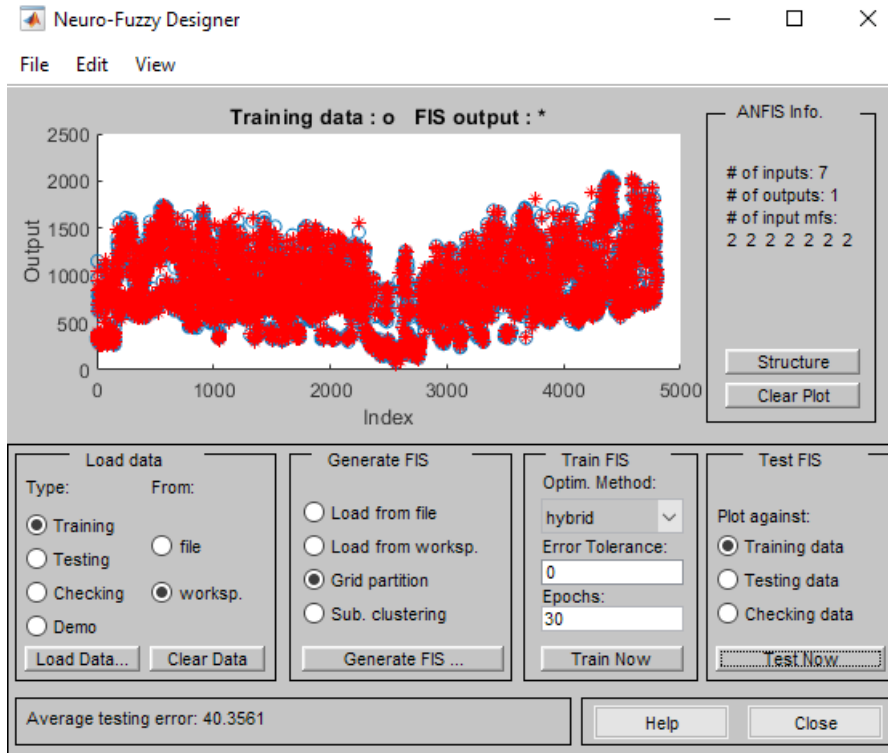 Neuro-Fuzzy Designer
File Edit View
Training data : o FIS output : *
2500
2000
1500
1000
500
0
Output
0 1000 2000 3000 4000 5000
Index
ANFIS Info.
# of inputs: 7
# of outputs: 1
# of input mfs:
2 2 2 2 2 2 2
Structure
Clear Plot
Load data
Type: From:
Training
Testing
Checking
Demo
file
worksp.
Load Data... Clear Data
Generate FIS
Load from file
Load from worksp.
Grid partition
Sub. clustering
Generate FIS ...
Train FIS
Optim. Method:
hybrid
Error Tolerance:
0
Epochs:
30
Train Now
Test FIS
Plot against:
Training data
Testing data
Checking data
Test Now
Average testing error: 40.3561
Help Close